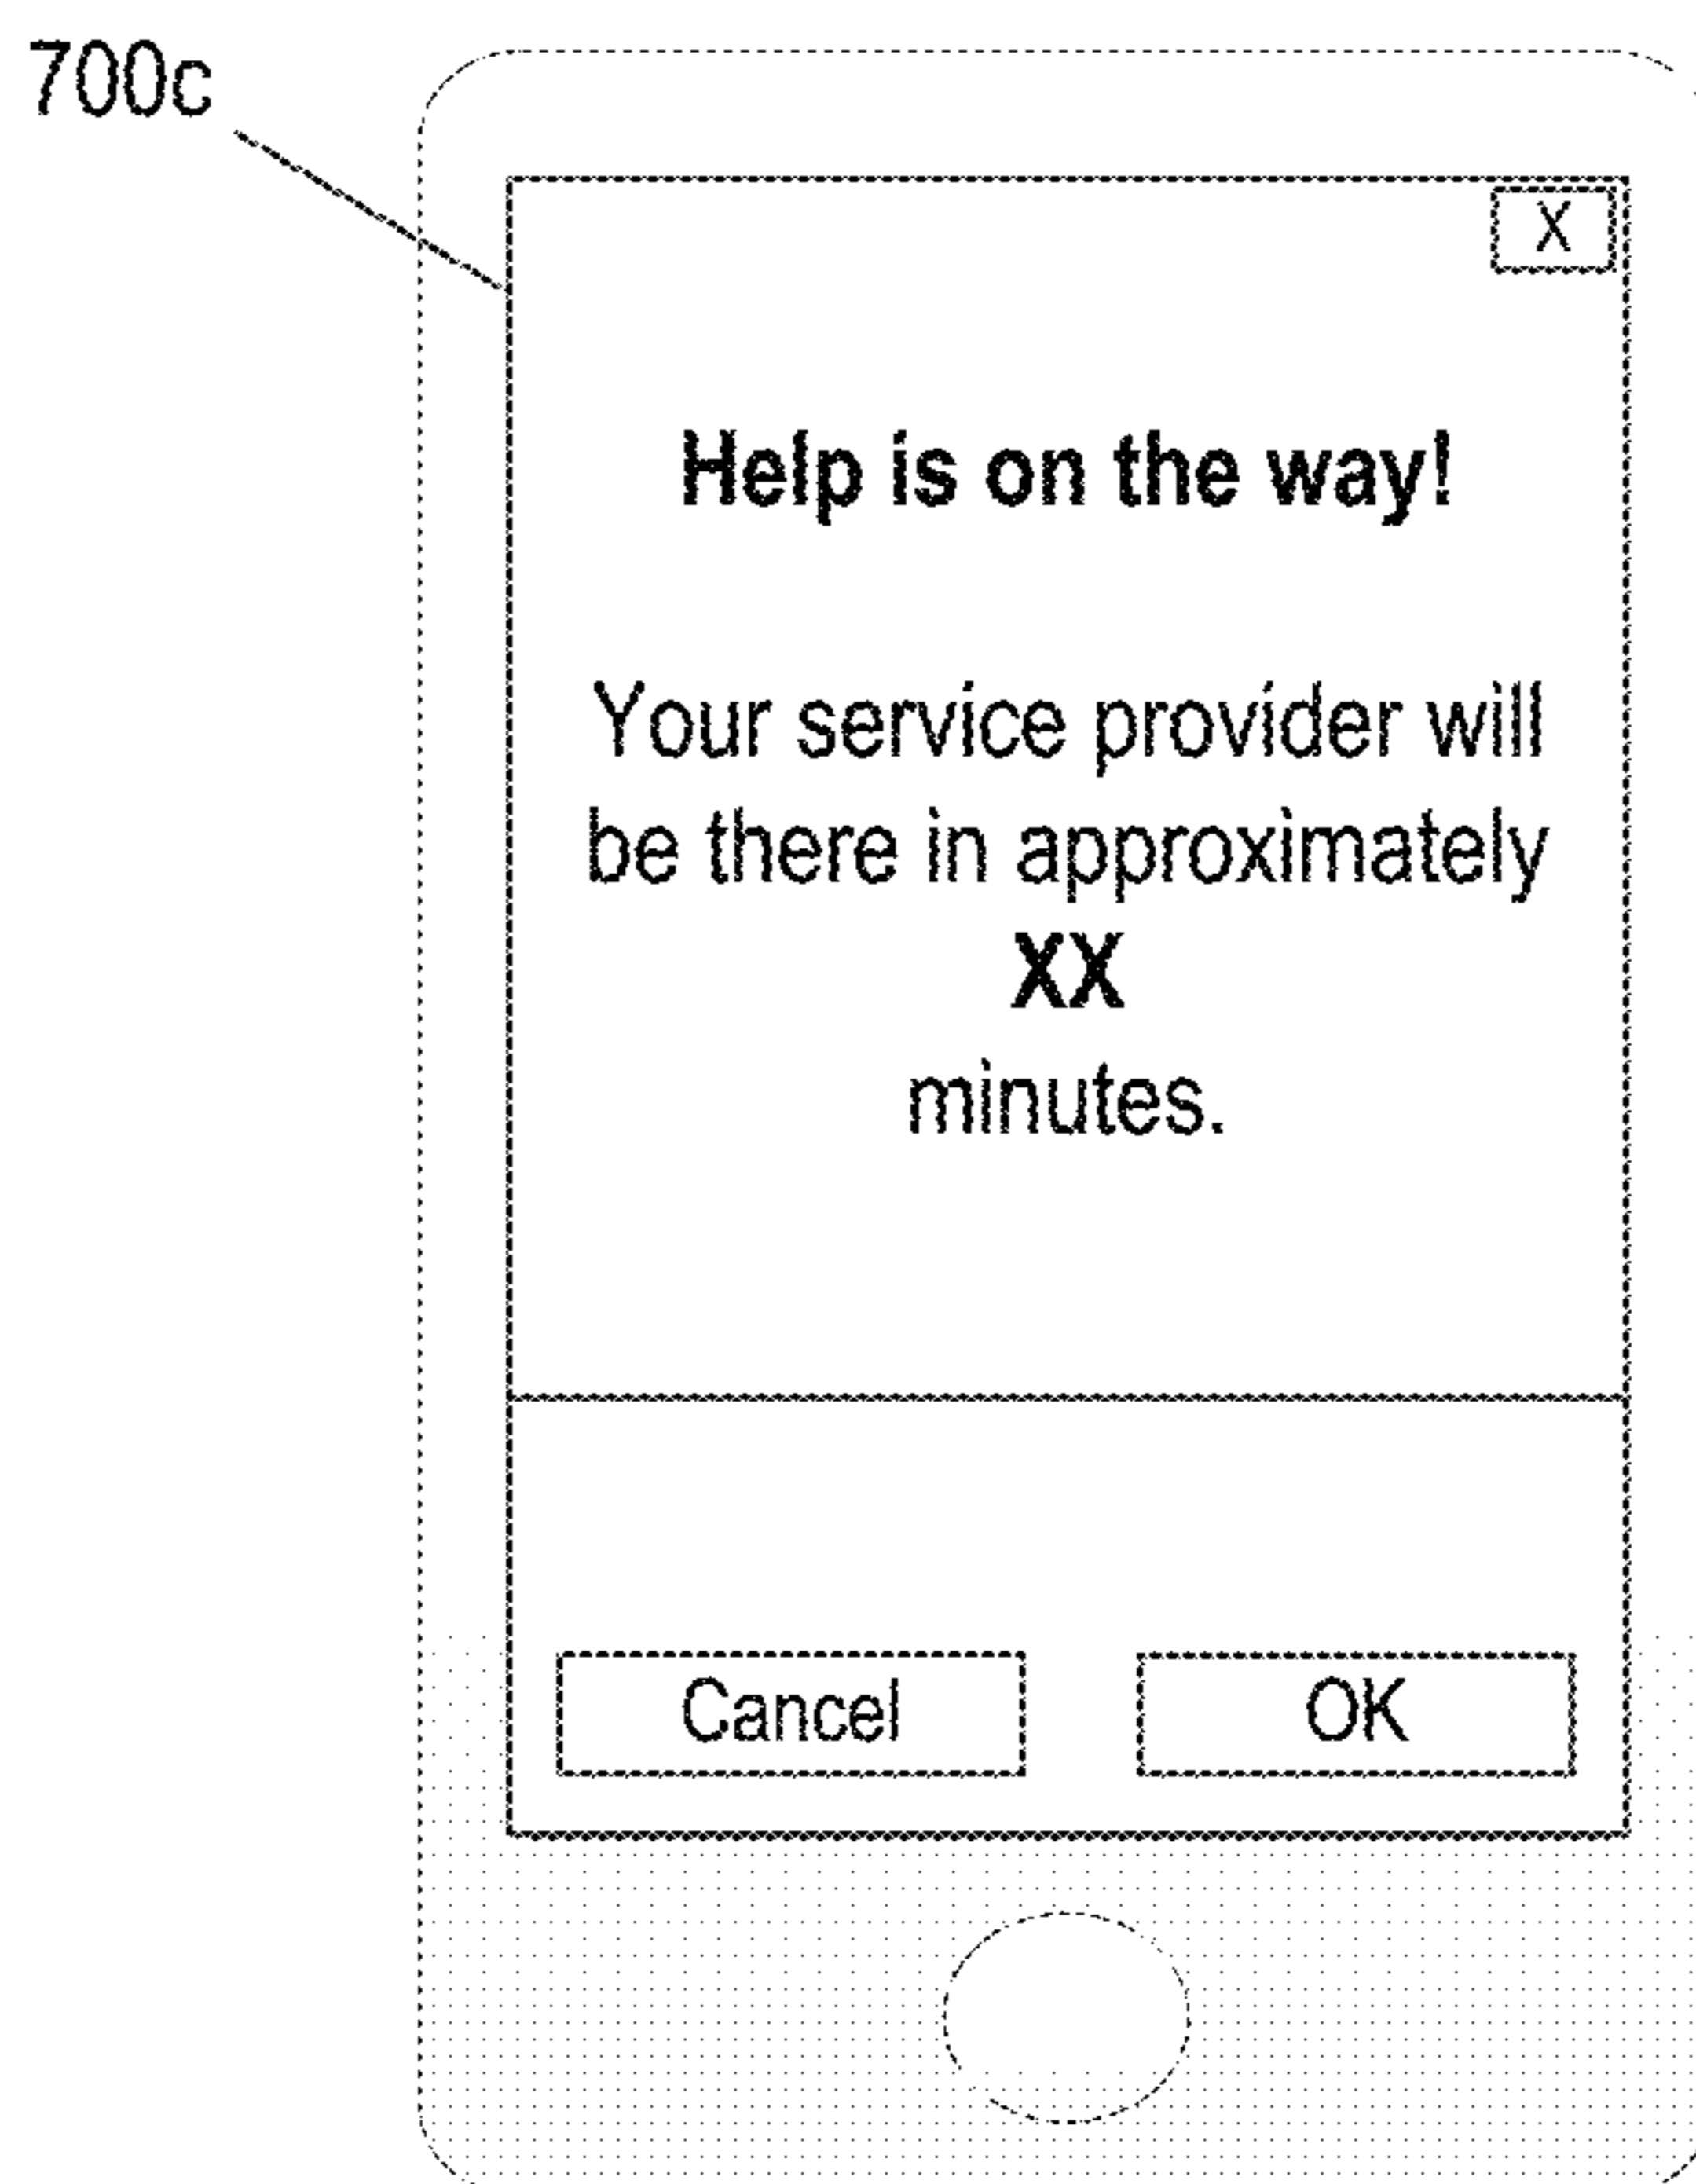 700c
X
Help is on the way!
Your service provider will
be there in approximately
XX
minutes.
Cancel
OK